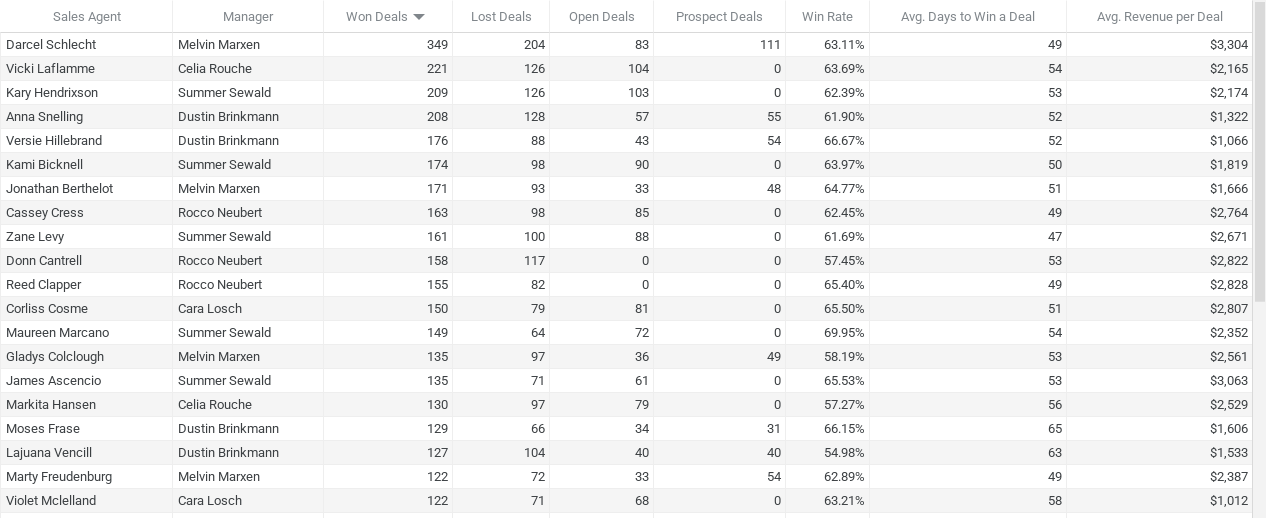 Sales Agent Manager Won Deals Lost Deals Open Deals Prospect Deals Win Rate Avg. Days to Win a Deal Avg. Revenue per Deal
Darcel Schlecht Melvin Marxen 349 204 83 111 63.11% 49 $3,304
Vicki Laflamme Celia Rouche 221 126 104 0 63.69% 54 $2,165
Kary Hendrixson Summer Sewald 209 126 103 0 62.39% 53 $2,174
Anna Snelling Dustin Brinkmann 208 128 57 55 61.90% 52 $1,322
Versie Hillebrand Dustin Brinkmann 176 88 43 54 66.67% 52 $1,066
Kami Bicknell Summer Sewald 174 98 90 0 63.97% 50 $1,819
Jonathan Berthelot Melvin Marxen 171 93 33 48 64.77% 51 $1,666
Cassey Cress Rocco Neubert 163 98 85 0 62.45% 49 $2,764
Zane Levy Summer Sewald 161 100 88 0 61.69% 47 $2,671
Donn Cantrell Rocco Neubert 158 117 0 0 57.45% 53 $2,822
Reed Clapper Rocco Neubert 155 82 0 0 65.40% 49 $2,828
Corliss Cosme Cara Losch 150 79 81 0 65.50% 51 $2,807
Maureen Marcano Summer Sewald 149 64 72 0 69.95% 54 $2,352
Gladys Colclough Melvin Marxen 135 97 36 49 58.19% 53 $2,561
James Ascencio Summer Sewald 135 71 61 0 65.53% 53 $3,063
Markita Hansen Celia Rouche 130 97 79 0 57.27% 56 $2,529
Moses Frase Dustin Brinkmann 129 66 34 31 66.15% 65 $1,606
Lajuana Vencill Dustin Brinkmann 127 104 40 40 54.98% 63 $1,533
Marty Freudenburg Melvin Marxen 122 72 33 54 62.89% 49 $2,387
Violet Mclelland Cara Losch 122 71 68 0 63.21% 58 $1,012